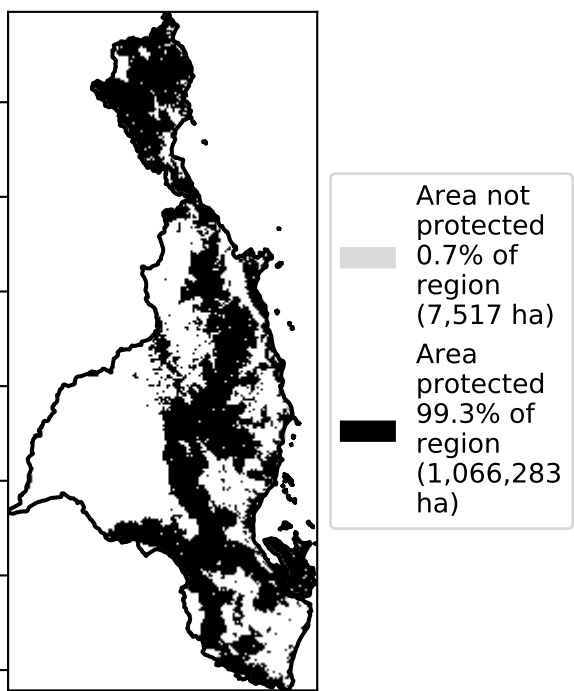 Area not
protected
0.7% of
region
(7,517 ha)
Area
protected
99.3% of
region
(1,066,283
ha)